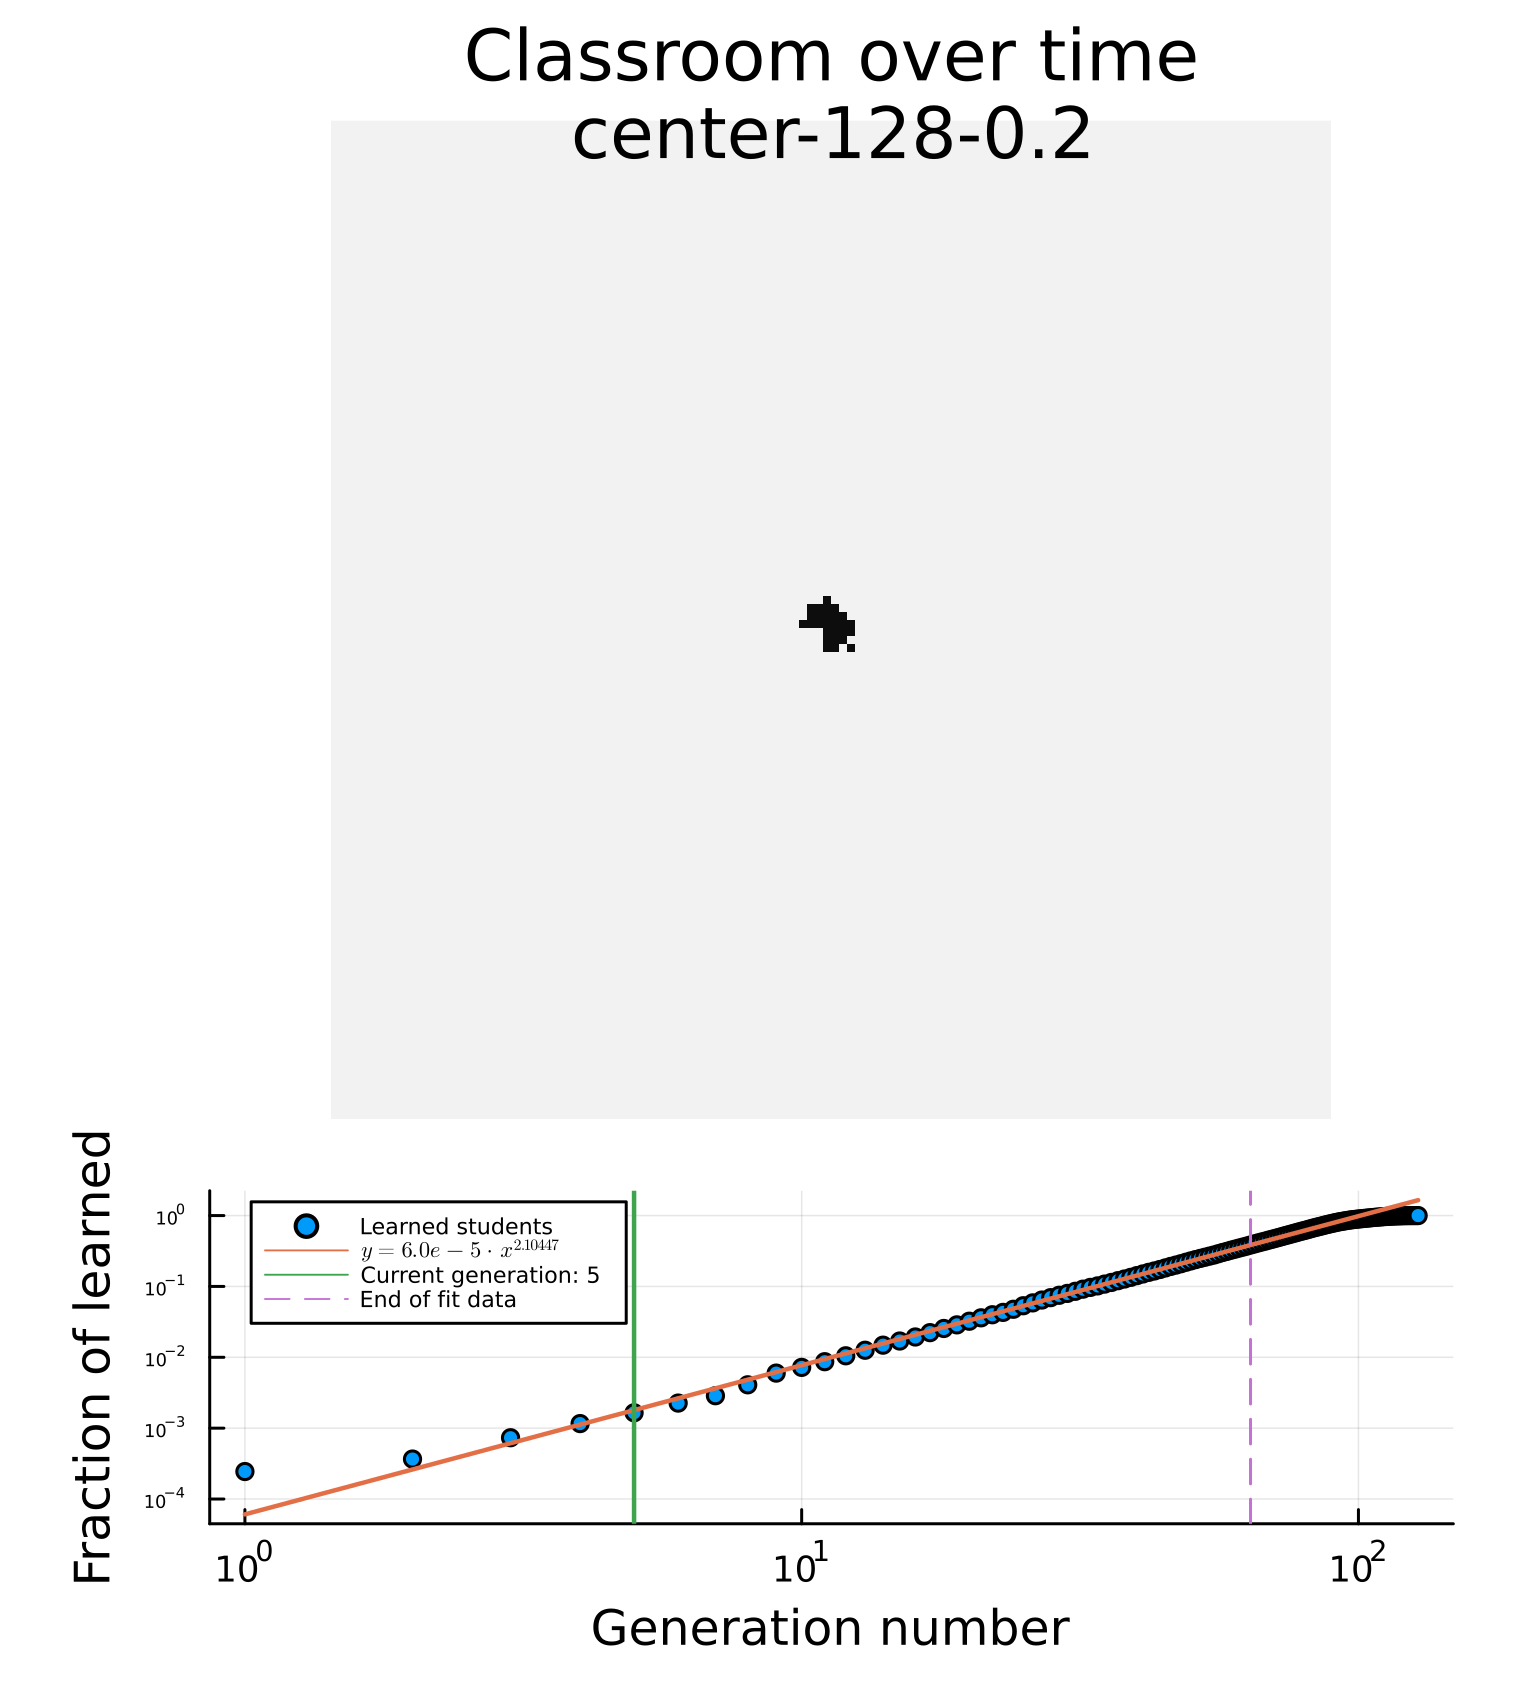 Classroom over time
center-128-0.2
Fraction of learned
10^0
10^-1
10^-2
10^-3
10^-4
Learned students
y = 6.0e − 5 · x^2.10447
Current generation: 5
End of fit data
10^0 10^1 10^2
Generation number